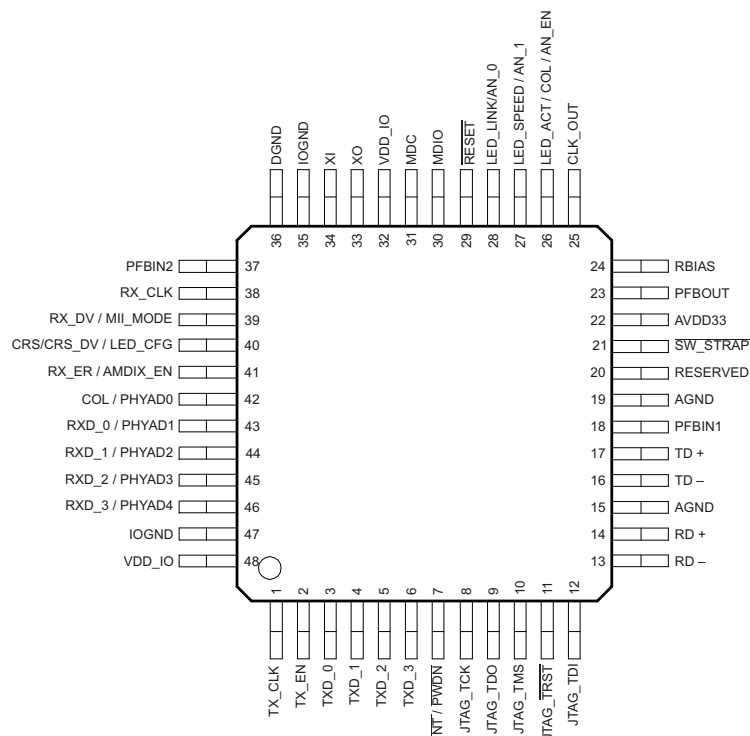 DGND
IOGND
XI
XO
VDD_IO
MDC
MDIO
RESET
LED_LINK/AN_0
LED_SPEED / AN_1
LED_ACT / COL / AN_EN
CLK_OUT
36
35
34
33
32
31
30
29
28
27
26
25
PFBIN2 37
RX_CLK 38
RX_DV / MII_MODE 39
CRS/CRS_DV / LED_CFG 40
RX_ER / AMDIX_EN 41
COL / PHYAD0 42
RXD_0 / PHYAD1 43
RXD_1 / PHYAD2 44
RXD_2 / PHYAD3 45
RXD_3 / PHYAD4 46
IOGND 47
VDD_IO 48
24 RBIAS
23 PFBOUT
22 AVDD33
21 SW_STRAP
20 RESERVED
19 AGND
18 PFBIN1
17 TD +
16 TD –
15 AGND
14 RD +
13 RD –
1
2
3
4
5
6
7
8
9
10
11
12
TX_CLK
TX_EN
TXD_0
TXD_1
TXD_2
TXD_3
NT / PWDN
JTAG_TCK
JTAG_TDO
JTAG_TMS
JTAG_TRST
JTAG_TDI